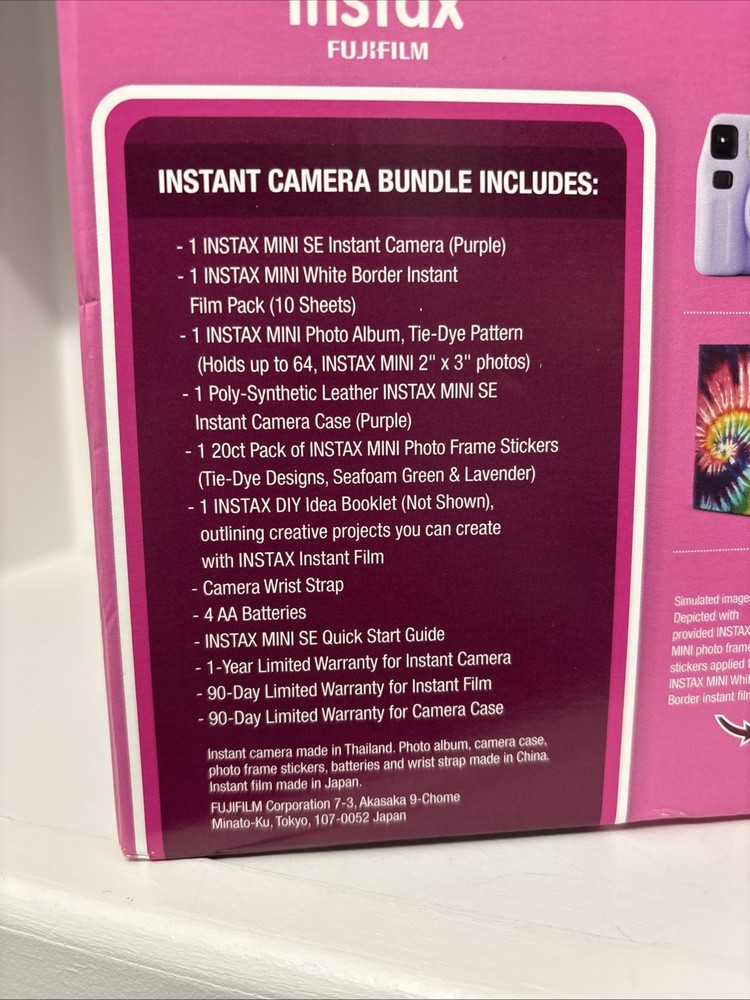 instax
FUJIFILM
INSTANT CAMERA BUNDLE INCLUDES:
- 1 INSTAX MINI SE Instant Camera (Purple)
- 1 INSTAX MINI White Border Instant
Film Pack (10 Sheets)
- 1 INSTAX MINI Photo Album, Tie-Dye Pattern
(Holds up to 64, INSTAX MINI 2" x 3" photos)
- 1 Poly-Synthetic Leather INSTAX MINI SE
Instant Camera Case (Purple)
- 1 20ct Pack of INSTAX MINI Photo Frame Stickers
(Tie-Dye Designs, Seafoam Green & Lavender)
- 1 INSTAX DIY Idea Booklet (Not Shown),
outlining creative projects you can create
with INSTAX Instant Film
- Camera Wrist Strap
- 4 AA Batteries
- INSTAX MINI SE Quick Start Guide
- 1-Year Limited Warranty for Instant Camera
- 90-Day Limited Warranty for Instant Film
- 90-Day Limited Warranty for Camera Case
Instant camera made in Thailand. Photo album, camera case,
photo frame stickers, batteries and wrist strap made in China.
Instant film made in Japan.
FUJIFILM Corporation 7-3, Akasaka 9-Chome
Minato-Ku, Tokyo, 107-0052 Japan
Simulated image
Depicted with
provided INSTAX
MINI photo frame
stickers applied
INSTAX MINI Whi
Border instant film